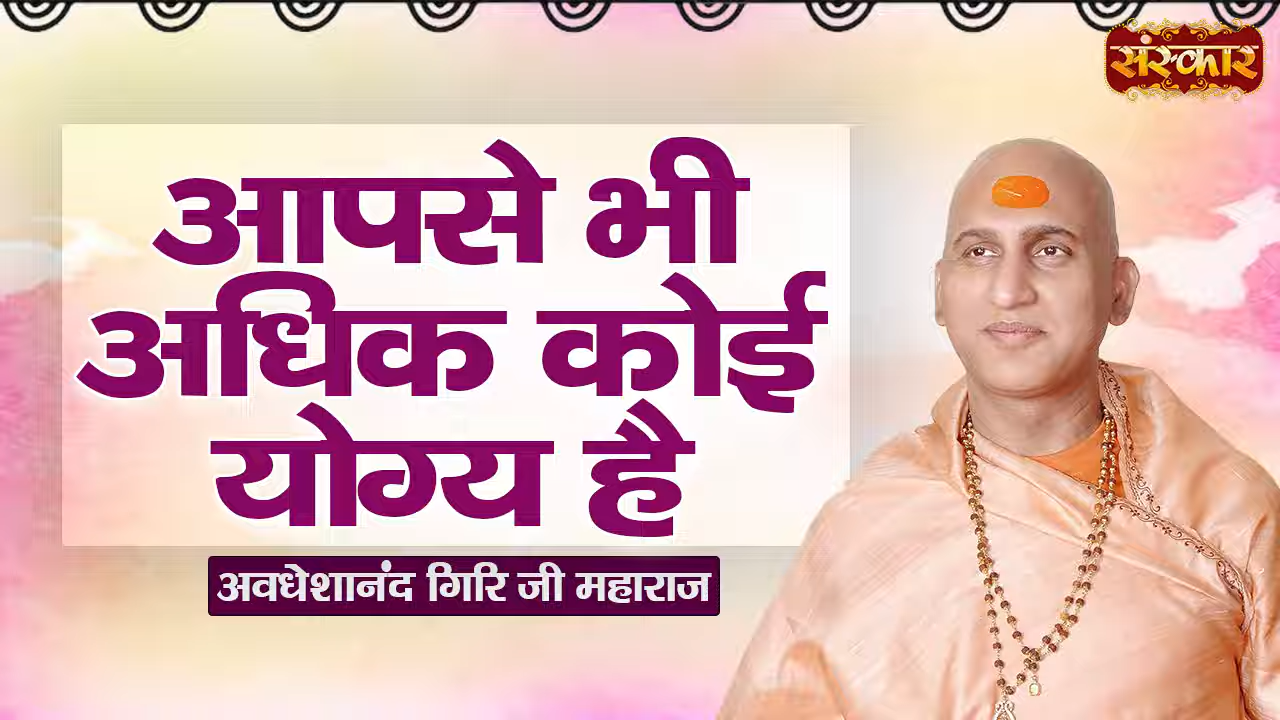 संस्कार
आपसे भी
अधिक कोई
योग्य है
अवधेशानंद गिरि जी महाराज